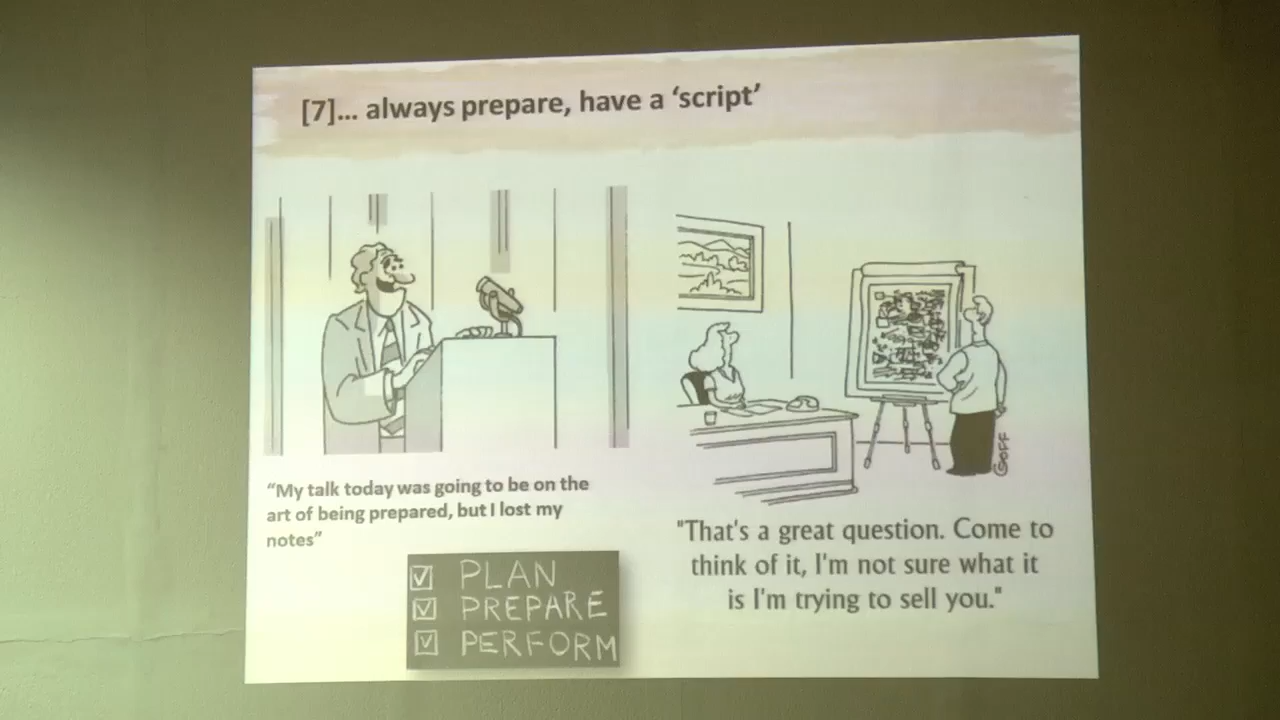 [7]... always prepare, have a ‘script’
“My talk today was going to be on the
art of being prepared, but I lost my
notes”
PLAN
PREPARE
PERFORM
GOFF
"That's a great question. Come to
think of it, I'm not sure what it
is I'm trying to sell you."